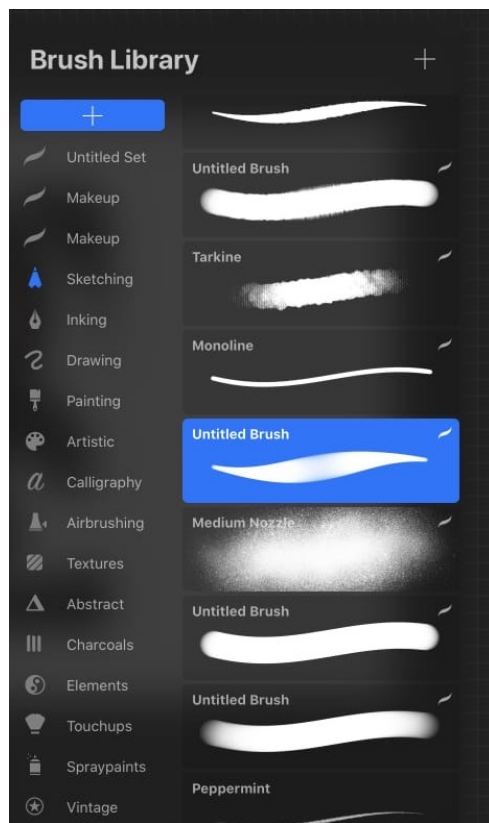 Brush Library
Untitled Set
Makeup
Makeup
Sketching
Inking
Drawing
Painting
Artistic
Calligraphy
Airbrushing
Textures
Abstract
Charcoals
Elements
Touchups
Spraypaints
Vintage
Untitled Brush
Tarkine
Monoline
Untitled Brush
Medium Nozzle
Untitled Brush
Untitled Brush
Peppermint